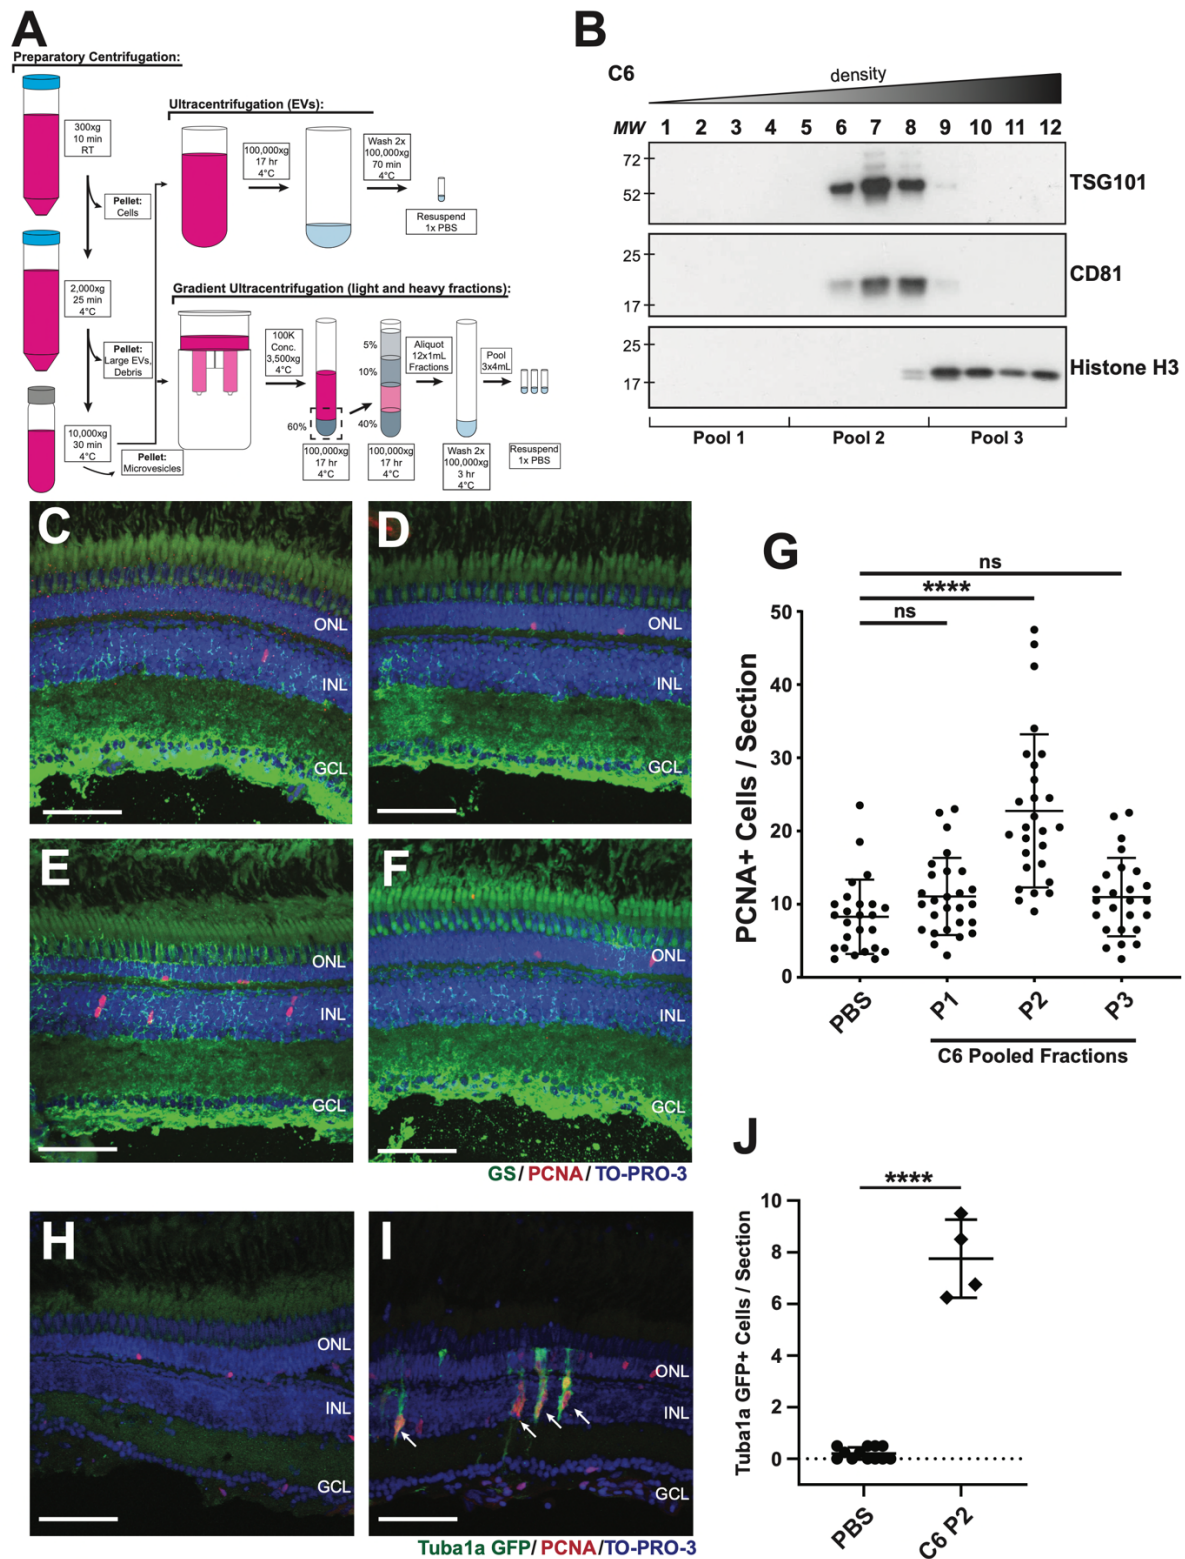 A
Preparatory Centrifugation:
300xg
10 min
RT
Pellet:
Cells
2,000xg
25 min
4°C
Pellet:
Large EVs,
Debris
10,000xg
30 min
4°C
Pellet:
Microvesicles
Ultracentrifugation (EVs):
100,000xg
17 hr
4°C
Wash 2x
100,000xg
70 min
4°C
Resuspend
1x PBS
Gradient Ultracentrifugation (light and heavy fractions):
100K
Conc.
3,500xg
4°C
60%
100,000xg
17 hr
4°C
5%
10%
40%
100,000xg
17 hr
4°C
Aliquot
12x1mL
Fractions
Wash 2x
100,000xg
3 hr
4°C
Pool
3x4mL
Resuspend
1x PBS
B
C6
density
MW 1 2 3 4 5 6 7 8 9 10 11 12
72
52
TSG101
25
17
CD81
25
17
Histone H3
Pool 1 Pool 2 Pool 3
C
ONL
INL
GCL
D
ONL
INL
GCL
E
ONL
INL
GCL
F
ONL
INL
GCL
GS/PCNA/TO-PRO-3
G
ns
****
ns
PCNA+ Cells / Section
50
40
30
20
10
0
PBS
P1
P2
P3
C6 Pooled Fractions
H
ONL
INL
GCL
I
ONL
INL
GCL
Tuba1a GFP/PCNA/TO-PRO-3
J
****
Tuba1a GFP+ Cells / Section
10
8
6
4
2
0
PBS
C6 P2